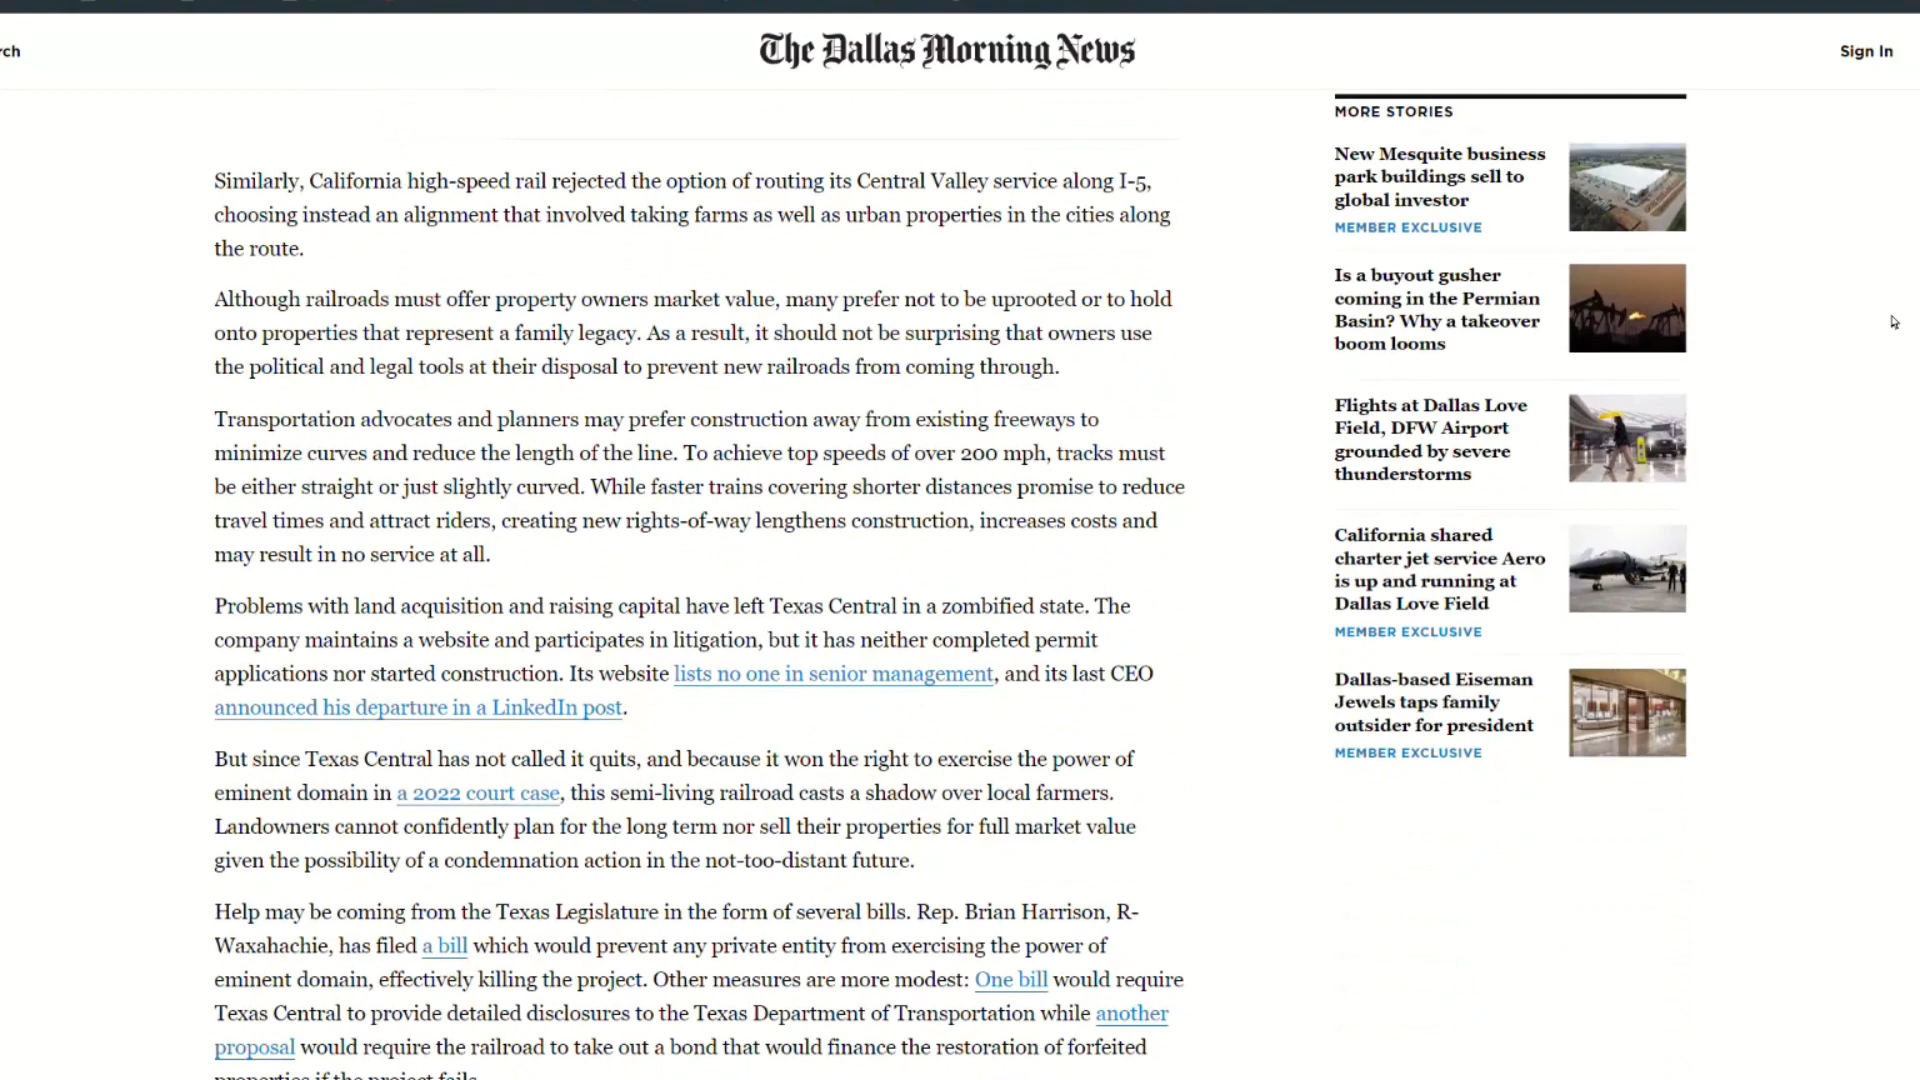 rch
The Dallas Morning News
Sign In
Similarly, California high-speed rail rejected the option of routing its Central Valley service along I-5,
choosing instead an alignment that involved taking farms as well as urban properties in the cities along
the route.
Although railroads must offer property owners market value, many prefer not to be uprooted or to hold
onto properties that represent a family legacy. As a result, it should not be surprising that owners use
the political and legal tools at their disposal to prevent new railroads from coming through.
Transportation advocates and planners may prefer construction away from existing freeways to
minimize curves and reduce the length of the line. To achieve top speeds of over 200 mph, tracks must
be either straight or just slightly curved. While faster trains covering shorter distances promise to reduce
travel times and attract riders, creating new rights-of-way lengthens construction, increases costs and
may result in no service at all.
Problems with land acquisition and raising capital have left Texas Central in a zombified state. The
company maintains a website and participates in litigation, but it has neither completed permit
applications nor started construction. Its website lists no one in senior management, and its last CEO
announced his departure in a LinkedIn post.
But since Texas Central has not called it quits, and because it won the right to exercise the power of
eminent domain in a 2022 court case, this semi-living railroad casts a shadow over local farmers.
Landowners cannot confidently plan for the long term nor sell their properties for full market value
given the possibility of a condemnation action in the not-too-distant future.
Help may be coming from the Texas Legislature in the form of several bills. Rep. Brian Harrison, R-
Waxahachie, has filed a bill which would prevent any private entity from exercising the power of
eminent domain, effectively killing the project. Other measures are more modest: One bill would require
Texas Central to provide detailed disclosures to the Texas Department of Transportation while another
proposal would require the railroad to take out a bond that would finance the restoration of forfeited
properties if the project fails.
MORE STORIES
New Mesquite business
park buildings sell to
global investor
MEMBER EXCLUSIVE
Is a buyout gusher
coming in the Permian
Basin? Why a takeover
boom looms
Flights at Dallas Love
Field, DFW Airport
grounded by severe
thunderstorms
California shared
charter jet service Aero
is up and running at
Dallas Love Field
MEMBER EXCLUSIVE
Dallas-based Eiseman
Jewels taps family
outsider for president
MEMBER EXCLUSIVE